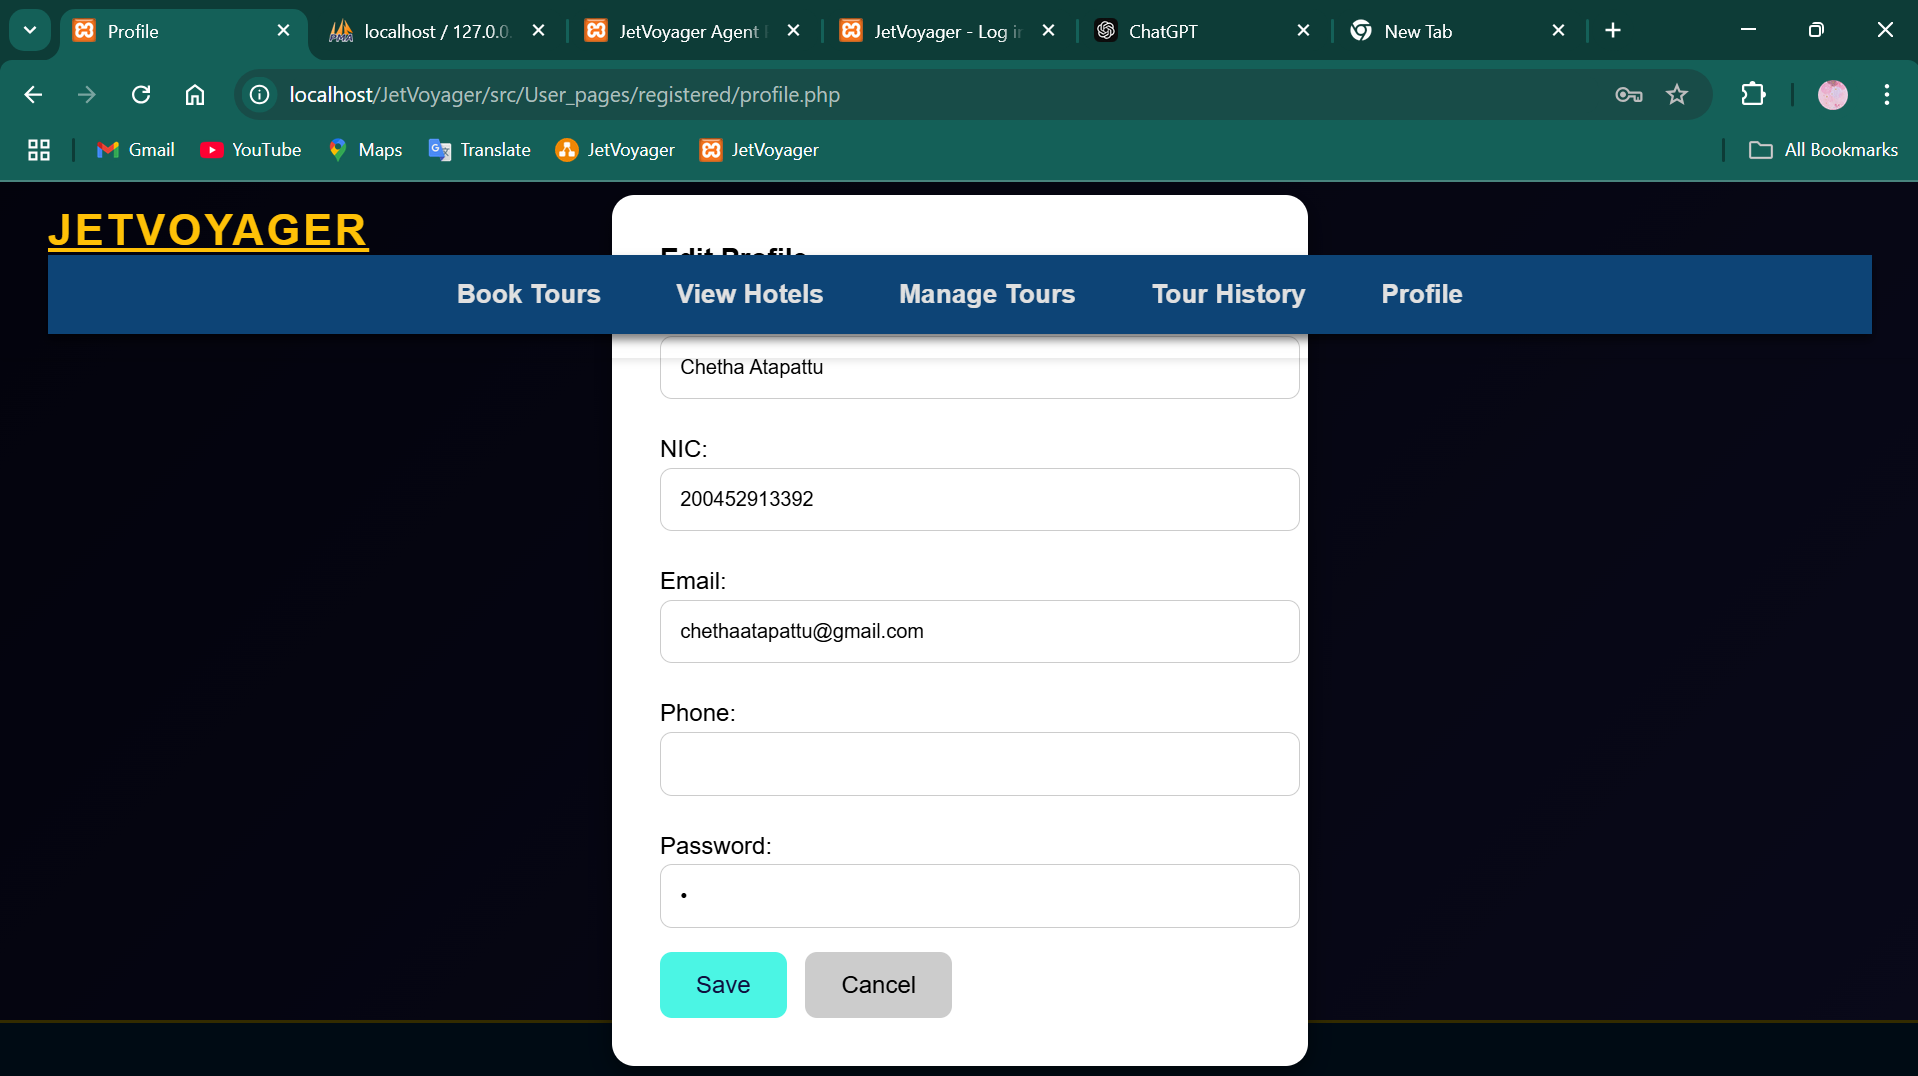 Profile
localhost / 127.0.0.
JetVoyager Agent
JetVoyager - Log in
ChatGPT
New Tab
localhost/JetVoyager/src/User_pages/registered/profile.php
Gmail
YouTube
Maps
Translate
JetVoyager
JetVoyager
All Bookmarks
JETVOYAGER
Edit Profile
Book Tours
View Hotels
Manage Tours
Tour History
Profile
Chetha Atapattu
NIC:
200452913392
Email:
chethaatapattu@gmail.com
Phone:
Password:
•
Save
Cancel